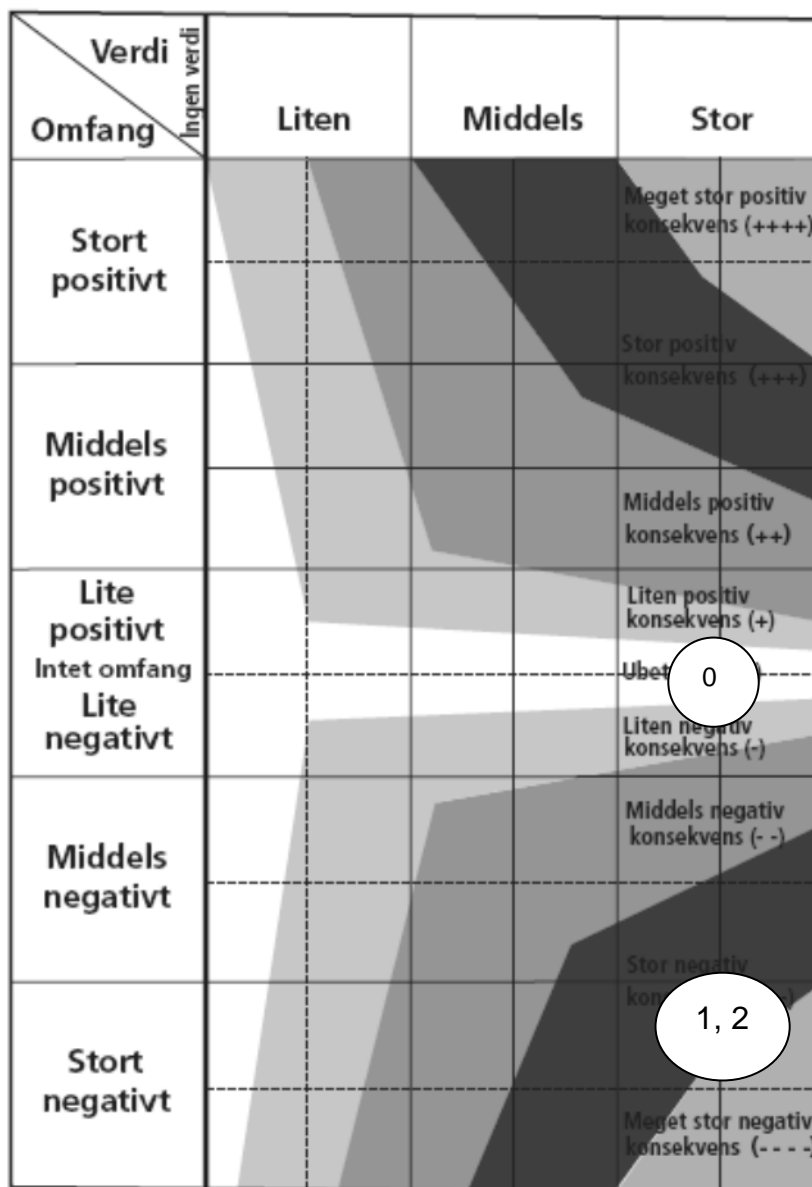 Verdi
Ingen verdi
Omfang
Liten
Middels
Stor
Stort
positivt
Meget stor positiv
konsekvens (++++)
Stor positiv
konsekvens (+++)
Middels
positivt
Middels positiv
konsekvens (++)
Lite
positivt
Liten positiv
konsekvens (+)
Intet omfang
0
Lite
negativt
Liten negativ
konsekvens (-)
Middels
negativt
Middels negativ
konsekvens (- -)
Stor negativ
1, 2
Stort
negativt
Meget stor negativ
konsekvens (- - - -)